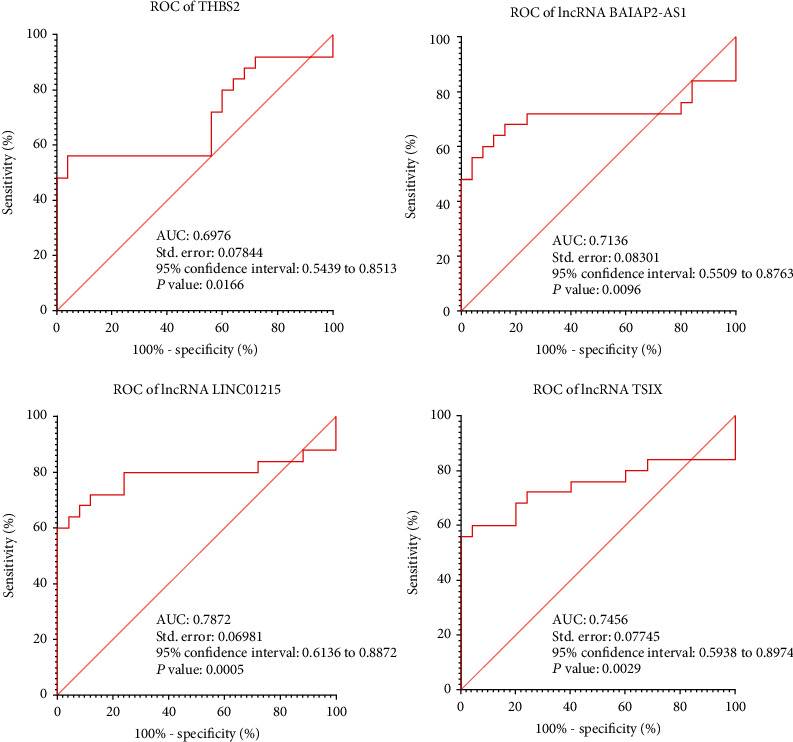 ROC of THBS2
100
80
60
40
20
0
Sensitivity (%)
AUC: 0.6976
Std. error: 0.07844
95% confidence interval: 0.5439 to 0.8513
P value: 0.0166
0 20 40 60 80 100
100% - specificity (%)
ROC of lncRNA BAIAP2-AS1
100
80
60
40
20
0
Sensitivity (%)
AUC: 0.7136
Std. error: 0.08301
95% confidence interval: 0.5509 to 0.8763
P value: 0.0096
0 20 40 60 80 100
100% - specificity (%)
ROC of lncRNA LINC01215
100
80
60
40
20
0
Sensitivity (%)
AUC: 0.7872
Std. error: 0.06981
95% confidence interval: 0.6136 to 0.8872
P value: 0.0005
0 20 40 60 80 100
100% - specificity (%)
ROC of lncRNA TSIX
100
80
60
40
20
0
Sensitivity (%)
AUC: 0.7456
Std. error: 0.07745
95% confidence interval: 0.5938 to 0.8974
P value: 0.0029
0 20 40 60 80 100
100% - specificity (%)